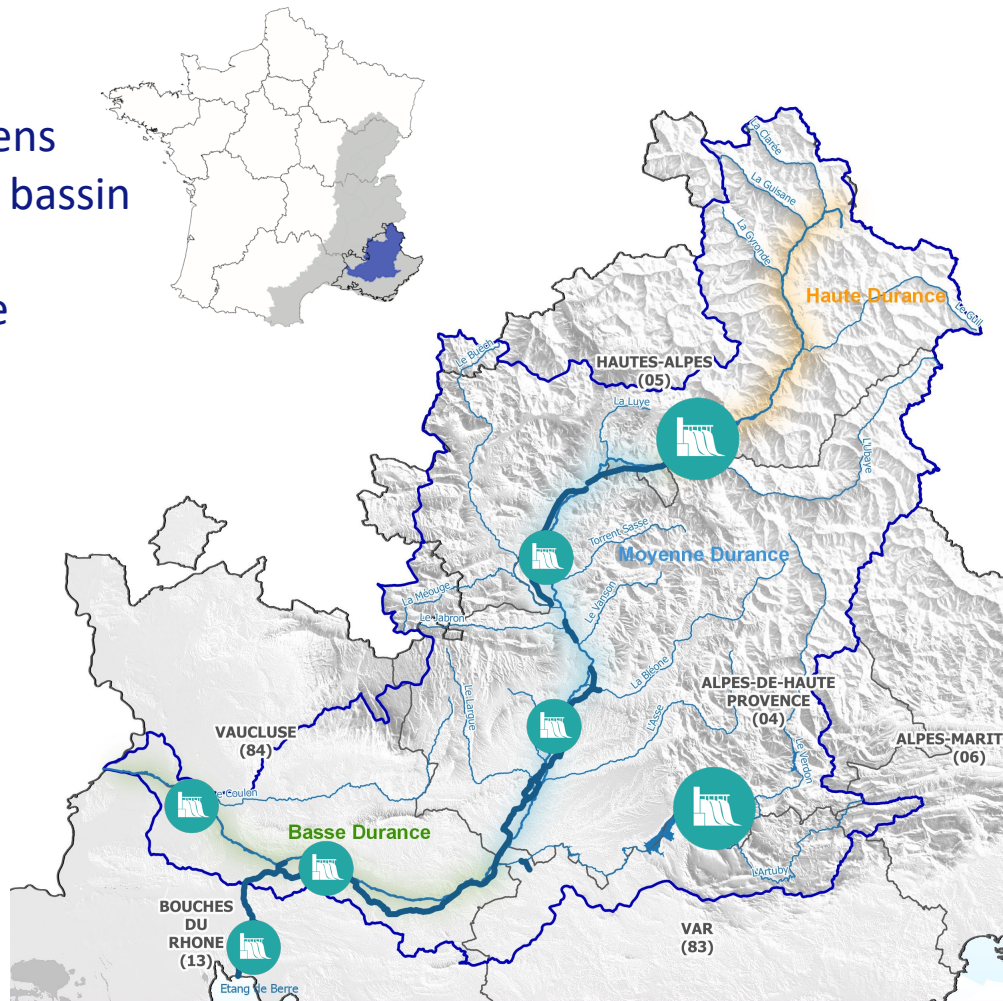 ens
bassin
e
La Clarée
La Guisane
La Gyronde
Haute Durance
Le Guil
Le Buëch
HAUTES-ALPES
(05)
La Luye
L'Ubaye
Torrent Sasse
Moyenne Durance
La Méouge
Le Vanson
Le Jabron
La Bléone
Le Largue
L'Asse
ALPES-DE-HAUTE
PROVENCE
(04)
VAUCLUSE
(84)
Le Verdon
ALPES-MARIT
(06)
e Coulon
Basse Durance
L'Artuby
BOUCHES
DU
RHONE
(13)
VAR
(83)
Etang de Berre